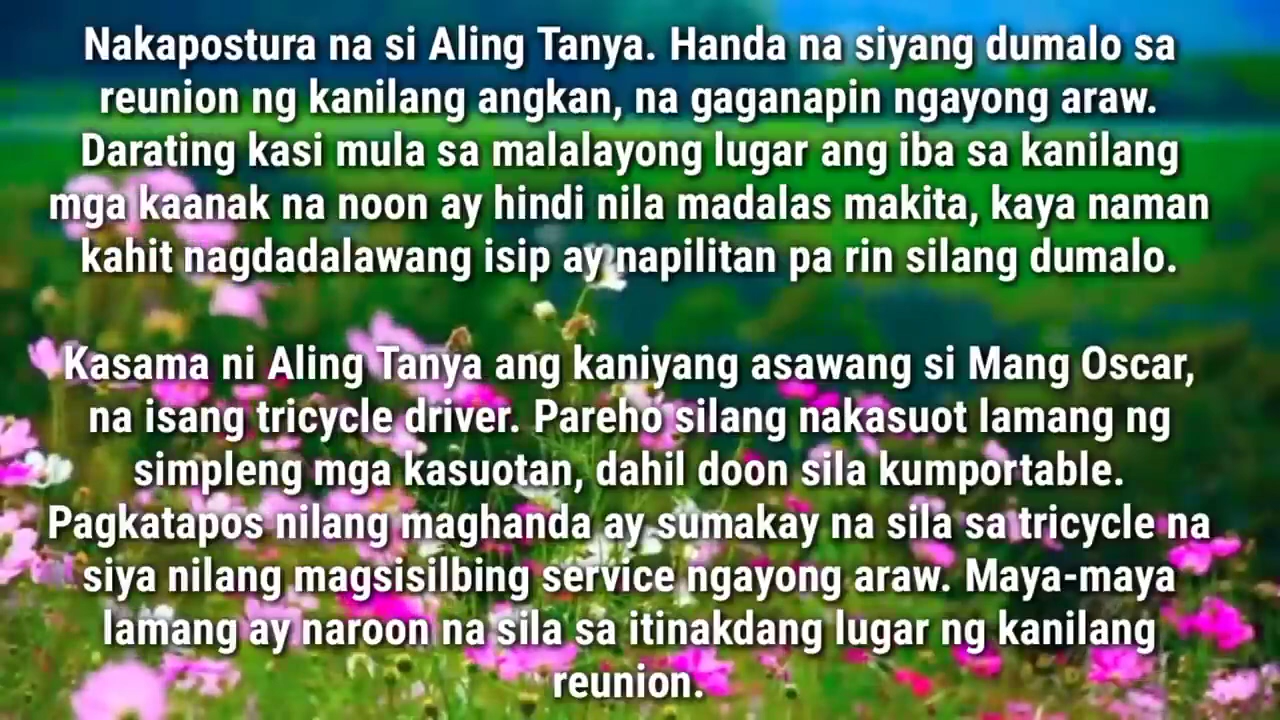 Nakapostura na si Aling Tanya. Handa na siyang dumalo sa
reunion ng kanilang angkan, na gaganapin ngayong araw.
Darating kasi mula sa malalayong lugar ang iba sa kanilang
mga kaanak na noon ay hindi nila madalas makita, kaya naman
kahit nagdadalawang isip ay napilitan pa rin silang dumalo.
Kasama ni Aling Tanya ang kaniyang asawang si Mang Oscar,
na isang tricycle driver. Pareho silang nakasuot lamang ng
simpleng mga kasuotan, dahil doon sila kumportable.
Pagkatapos nilang maghanda ay sumakay na sila sa tricycle na
siya nilang magsisilbing service ngayong araw. Maya-maya
lamang ay naroon na sila sa itinakdang lugar ng kanilang
reunion.